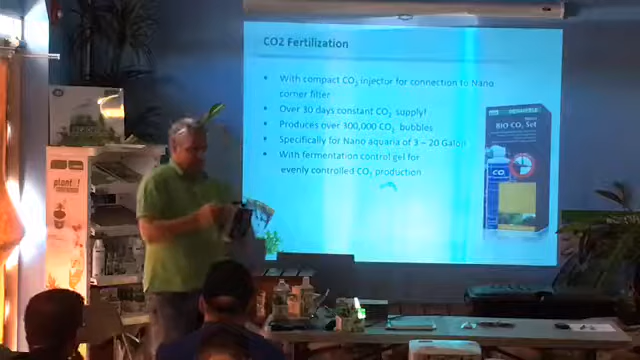 CO2 Fertilization
• With compact CO₂ injector for connection to Nano
corner filter
• Over 30 days constant CO₂ supply!
• Produces over 300,000 CO₂ bubbles
• Specifically for Nano aquaria of 3 – 20 Gallon
• With fermentation control gel for
evenly controlled CO₂ production
DENNERLE
BIO CO₂ Set
CO₂
plant